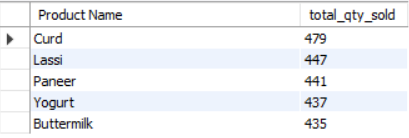 Product Name total_qty_sold
Curd 479
Lassi 447
Paneer 441
Yogurt 437
Buttermilk 435